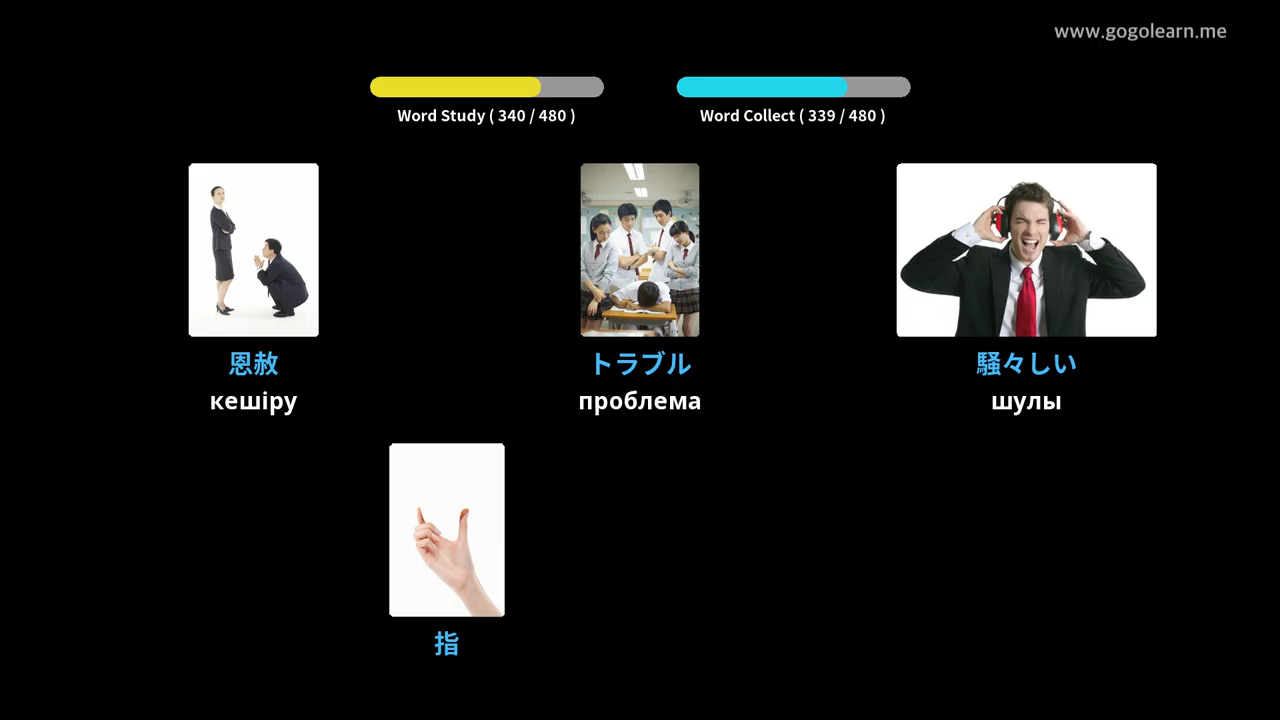 www.gogolearn.me
Word Study ( 340 / 480 )
Word Collect ( 339 / 480 )
恩赦
кешіру
トラブル
проблема
騒々しい
шулы
指